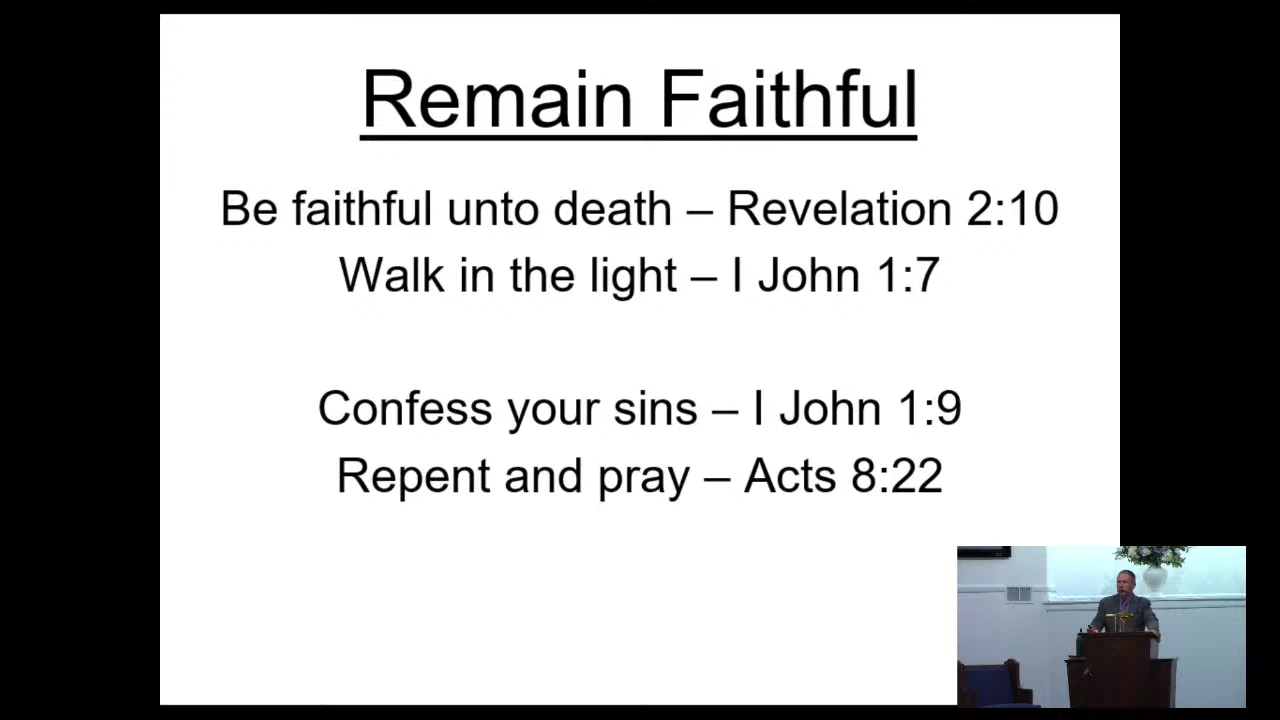 Remain Faithful
Be faithful unto death – Revelation 2:10
Walk in the light – I John 1:7
Confess your sins – I John 1:9
Repent and pray – Acts 8:22